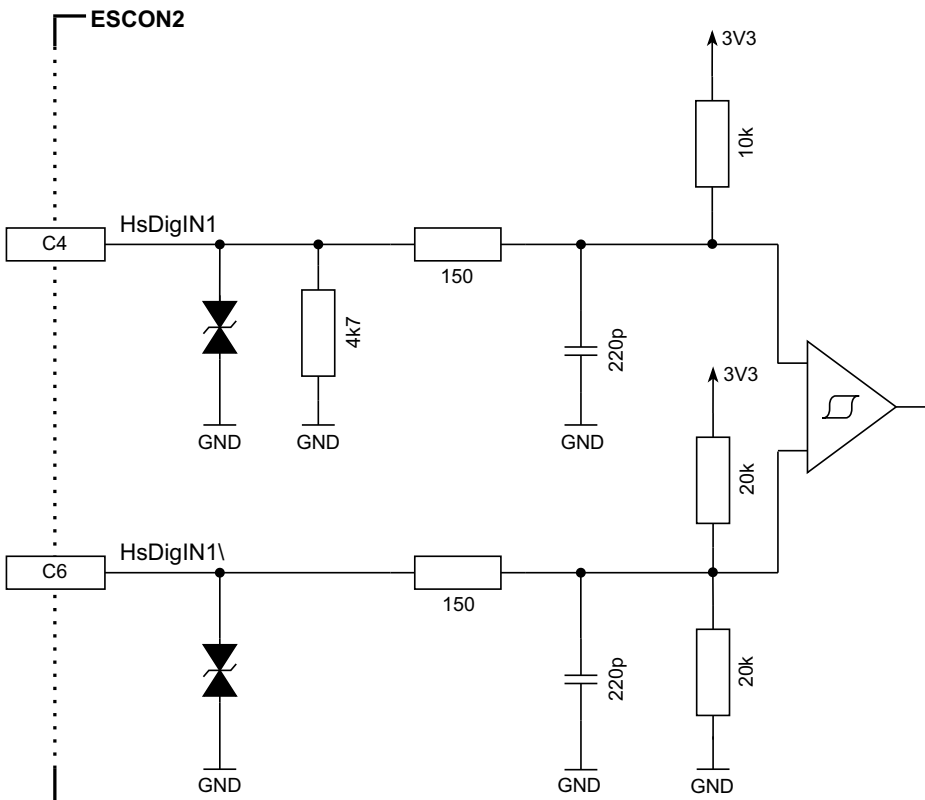 ESCON2
3V3
10k
HsDigIN1
C4
150
4k7
220p
3V3
GND
GND
GND
20k
HsDigIN1\
C6
150
220p
20k
GND
GND
GND